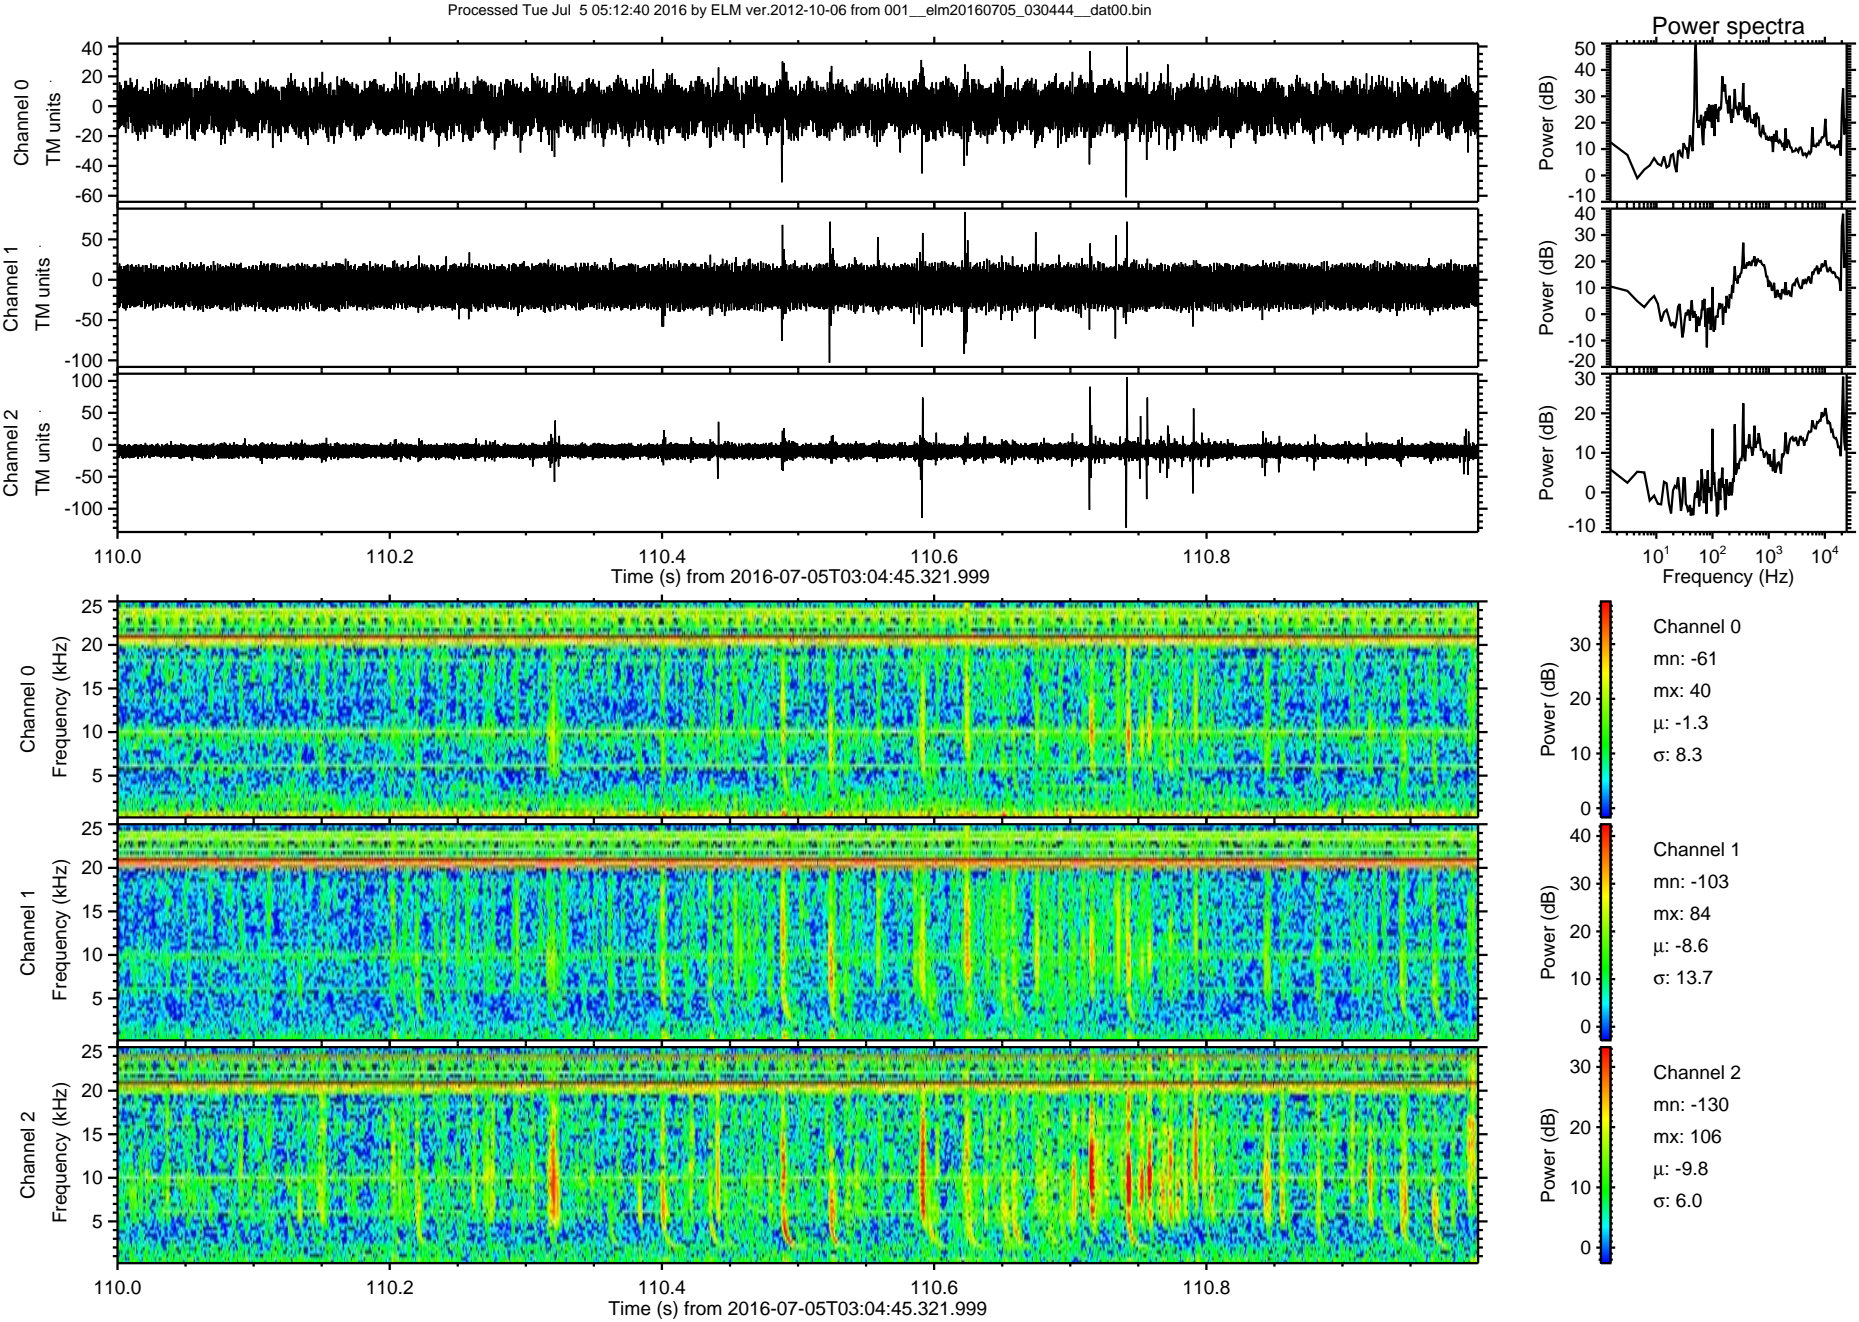 Processed Tue Jul  5 05:12:40 2016 by ELM ver.2012-10-06 from 001__elm20160705_030444__dat00.bin
Power spectra
Channel 0
TM units
40
20
0
-20
-40
-60
Power (dB)
50
40
30
20
10
0
-10
Channel 1
TM units
50
0
-50
-100
Power (dB)
40
30
20
10
0
-10
-20
Channel 2
TM units
100
50
0
-50
-100
Power (dB)
30
20
10
0
-10
110.0 110.2 110.4 110.6 110.8
Time (s) from 2016-07-05T03:04:45.321.999
10¹ 10² 10³ 10⁴
Frequency (Hz)
Channel 0
Frequency (kHz)
25
20
15
10
5
Power (dB)
30
20
10
0
Channel 0
mn: -61
mx: 40
μ: -1.3
σ: 8.3
Channel 1
Frequency (kHz)
25
20
15
10
5
Power (dB)
40
30
20
10
0
Channel 1
mn: -103
mx: 84
μ: -8.6
σ: 13.7
Channel 2
Frequency (kHz)
25
20
15
10
5
Power (dB)
30
20
10
0
Channel 2
mn: -130
mx: 106
μ: -9.8
σ: 6.0
110.0 110.2 110.4 110.6 110.8
Time (s) from 2016-07-05T03:04:45.321.999